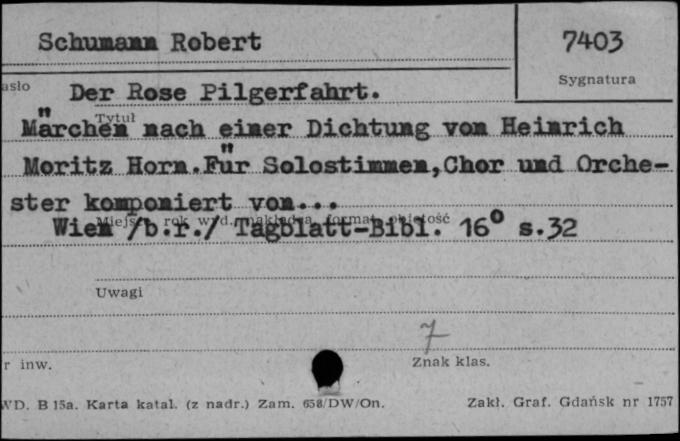 Schumann Robert
7403
asło
Sygnatura
Der Rose Pilgerfahrt.
Tytuł
Märchen nach einer Dichtung von Heinrich
Moritz Horn.Für Solostimmen,Chor und Orche-
ster komponiert von...
Miejsce, rok wyd., nakładca, format, objętość
Wien /b.r./ Tagblatt-Bibl. 16° s.32
Uwagi
7
r inw.
Znak klas.
WD. B 15a. Karta katal. (z nadr.) Zam. 658/DW/On.
Zakł. Graf. Gdańsk nr 1757